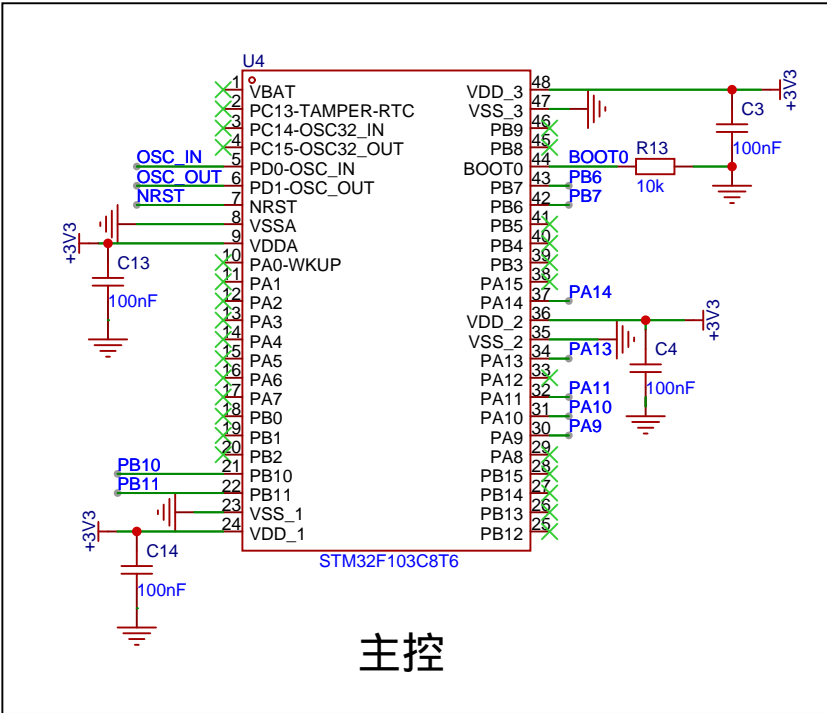 U4
1 VBAT VDD_3 48 +3V3
2 PC13-TAMPER-RTC VSS_3 47 C3
3 PC14-OSC32_IN PB9 46
4 PC15-OSC32_OUT PB8 45 R13 100nF
OSC_IN 5 PD0-OSC_IN BOOT0 44 BOOT0
OSC_OUT 6 PD1-OSC_OUT PB7 43 PB6 10k
NRST 7 NRST PB6 42 PB7
8 VSSA PB5 41
+3V3 9 VDDA PB4 40
C13 10 PA0-WKUP PB3 39
11 PA1 PA15 38
100nF 12 PA2 PA14 37 PA14
13 PA3 VDD_2 36 +3V3
14 PA4 VSS_2 35
15 PA5 PA13 34 PA13 C4
16 PA6 PA12 33
17 PA7 PA11 32 PA11 100nF
18 PB0 PA10 31 PA10
19 PB1 PA9 30 PA9
20 PB2 PA8 29
PB10 21 PB10 PB15 28
PB11 22 PB11 PB14 27
23 VSS_1 PB13 26
+3V3 24 VDD_1 PB12 25
C14
STM32F103C8T6
100nF
主控